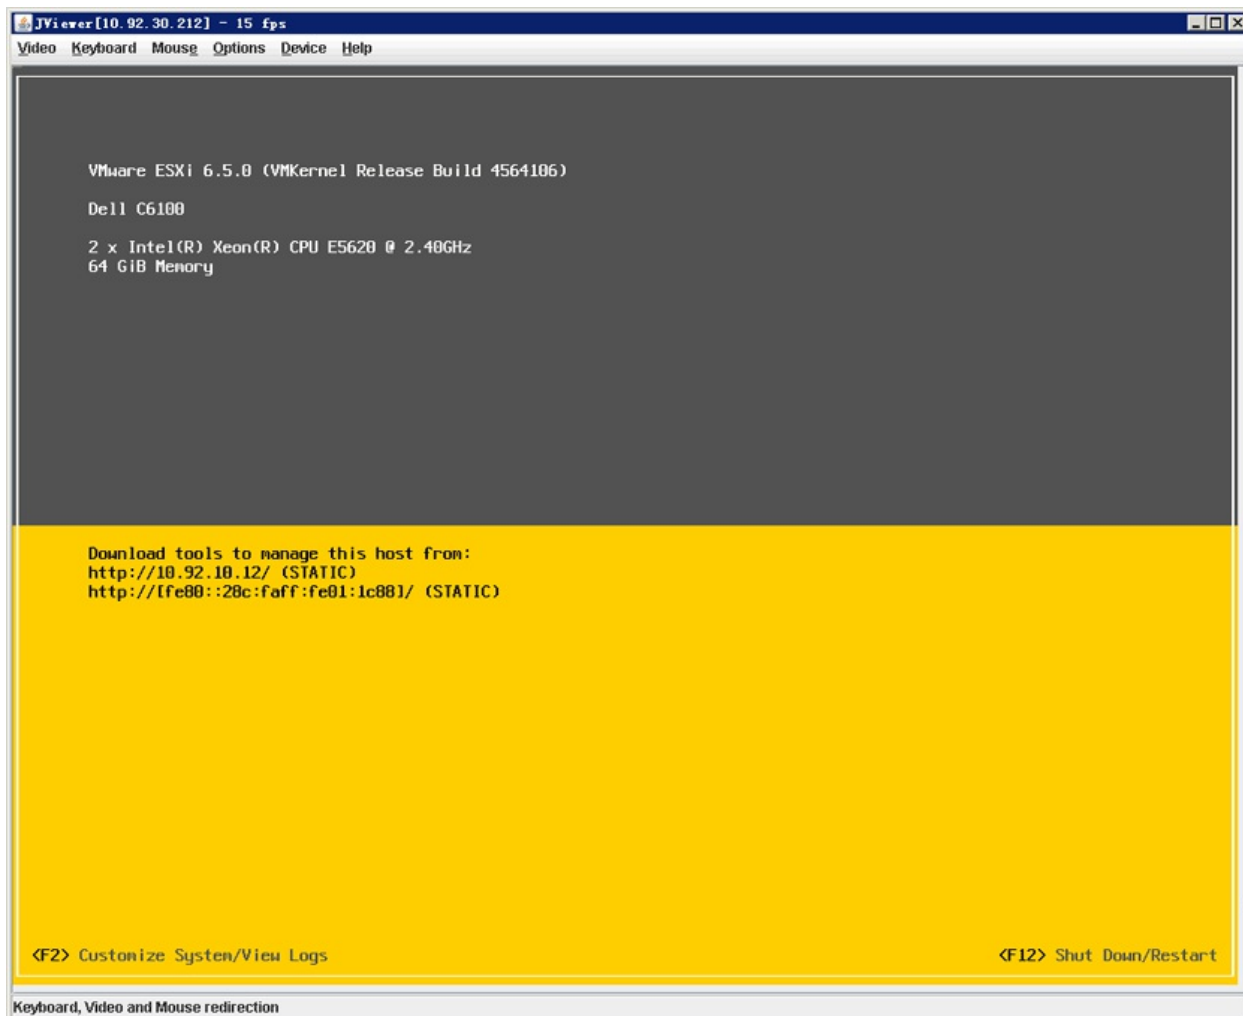 JViewer[10.92.30.212] - 15 fps
Video Keyboard Mouse Options Device Help
VMware ESXi 6.5.0 (VMKernel Release Build 4564106)
Dell C6100
2 x Intel(R) Xeon(R) CPU E5620 @ 2.40GHz
64 GiB Memory
Download tools to manage this host from:
http://10.92.10.12/ (STATIC)
http://[fe80::28c:faff:fe01:1c88]/ (STATIC)
<F2> Customize System/View Logs <F12> Shut Down/Restart
Keyboard, Video and Mouse redirection